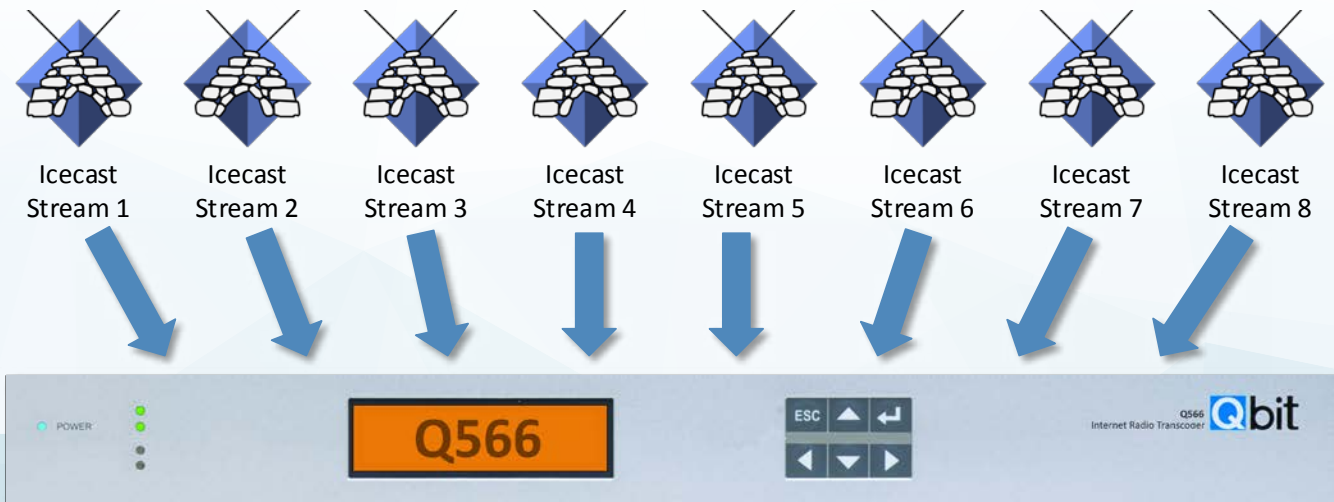 Icecast
Stream 1
Icecast
Stream 2
Icecast
Stream 3
Icecast
Stream 4
Icecast
Stream 5
Icecast
Stream 6
Icecast
Stream 7
Icecast
Stream 8
POWER
Q566
ESC
Q566
Internet Radio Transcoder
Qbit